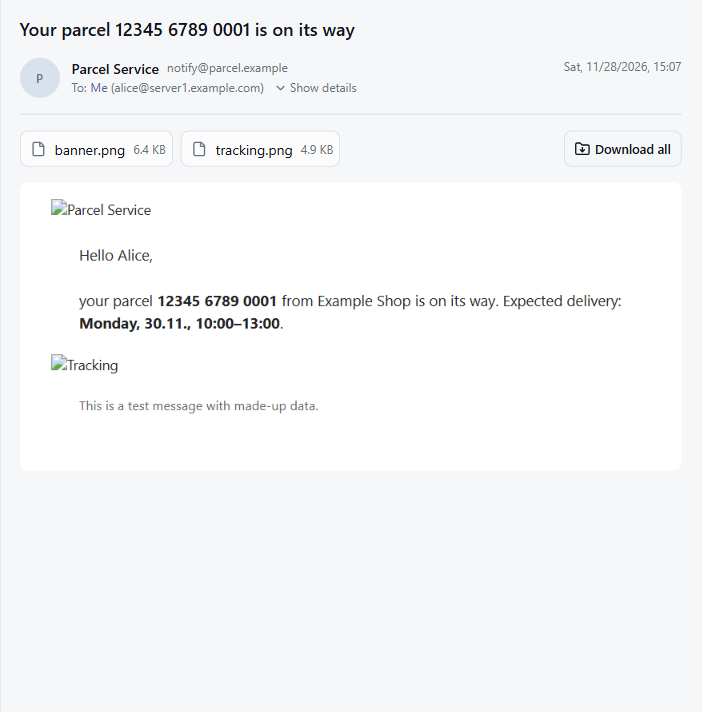 Your parcel 12345 6789 0001 is on its way
P
Parcel Service notify@parcel.example
Sat, 11/28/2026, 15:07
To: Me (alice@server1.example.com) Show details
banner.png 6.4 KB
tracking.png 4.9 KB
Download all
Parcel Service
Hello Alice,
your parcel 12345 6789 0001 from Example Shop is on its way. Expected delivery:
Monday, 30.11., 10:00–13:00.
Tracking
This is a test message with made-up data.